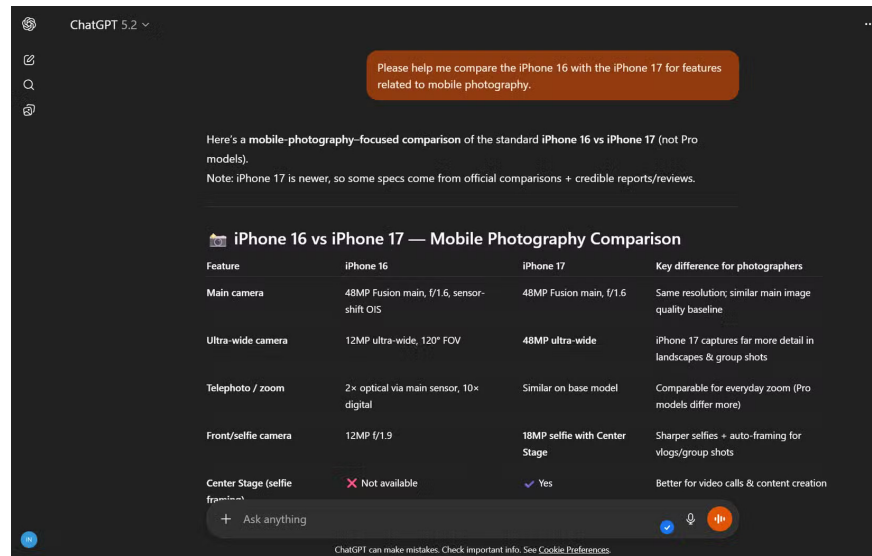 ChatGPT 5.2
Please help me compare the iPhone 16 with the iPhone 17 for features
related to mobile photography.
Here's a mobile-photography–focused comparison of the standard iPhone 16 vs iPhone 17 (not Pro
models).
Note: iPhone 17 is newer, so some specs come from official comparisons + credible reports/reviews.
📸 iPhone 16 vs iPhone 17 — Mobile Photography Comparison
Feature iPhone 16 iPhone 17 Key difference for photographers
Main camera 48MP Fusion main, f/1.6, sensor- 48MP Fusion main, f/1.6 Same resolution; similar main image
shift OIS quality baseline
Ultra-wide camera 12MP ultra-wide, 120° FOV 48MP ultra-wide iPhone 17 captures far more detail in
landscapes & group shots
Telephoto / zoom 2× optical via main sensor, 10× Similar on base model Comparable for everyday zoom (Pro
digital models differ more)
Front/selfie camera 12MP f/1.9 18MP selfie with Center Sharper selfies + auto-framing for
Stage vlogs/group shots
Center Stage (selfie ❌ Not available ✔ Yes Better for video calls & content creation
framing)
Ask anything
IN
ChatGPT can make mistakes. Check important info. See Cookie Preferences.